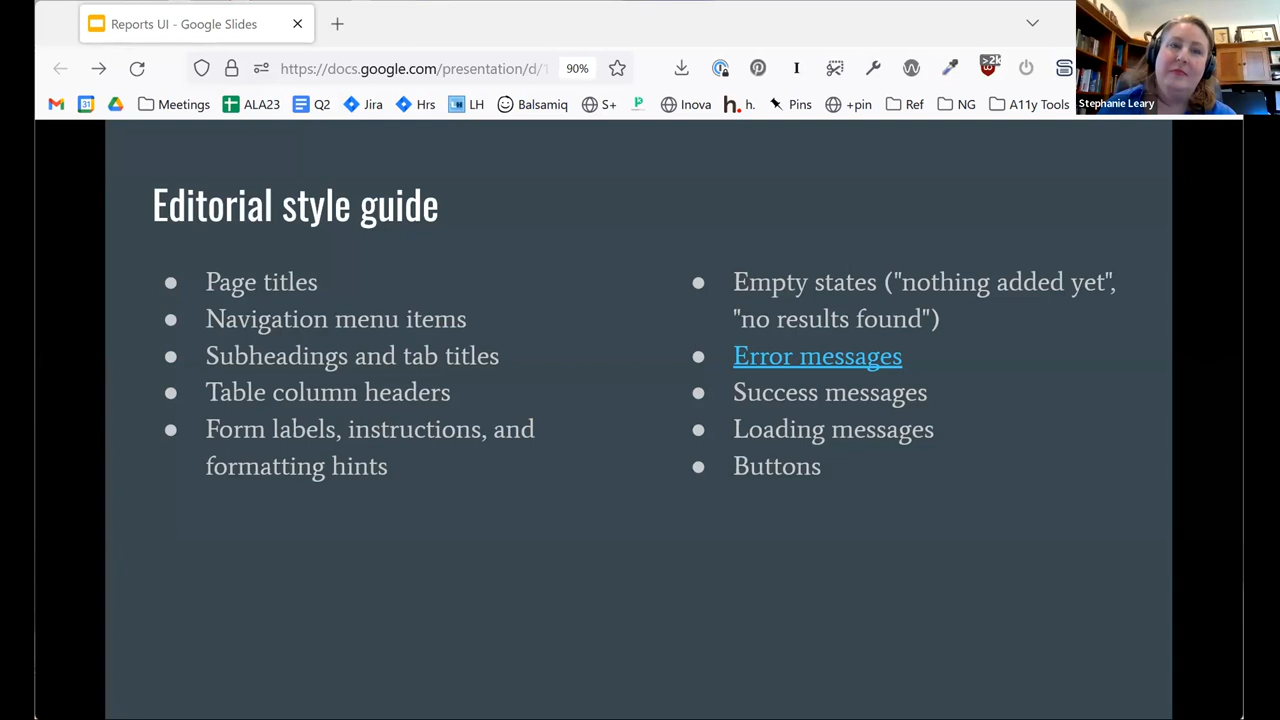 Reports UI - Google Slides
https://docs.google.com/presentation/d/1
90%
>2k
Meetings
ALA23
Q2
Jira
Hrs
LH
Balsamiq
S+
Inova
h.
Pins
+pin
Ref
NG
A11y Tools
Stephanie Leary
Editorial style guide
Page titles
Navigation menu items
Subheadings and tab titles
Table column headers
Form labels, instructions, and
formatting hints
Empty states ("nothing added yet",
"no results found")
Error messages
Success messages
Loading messages
Buttons